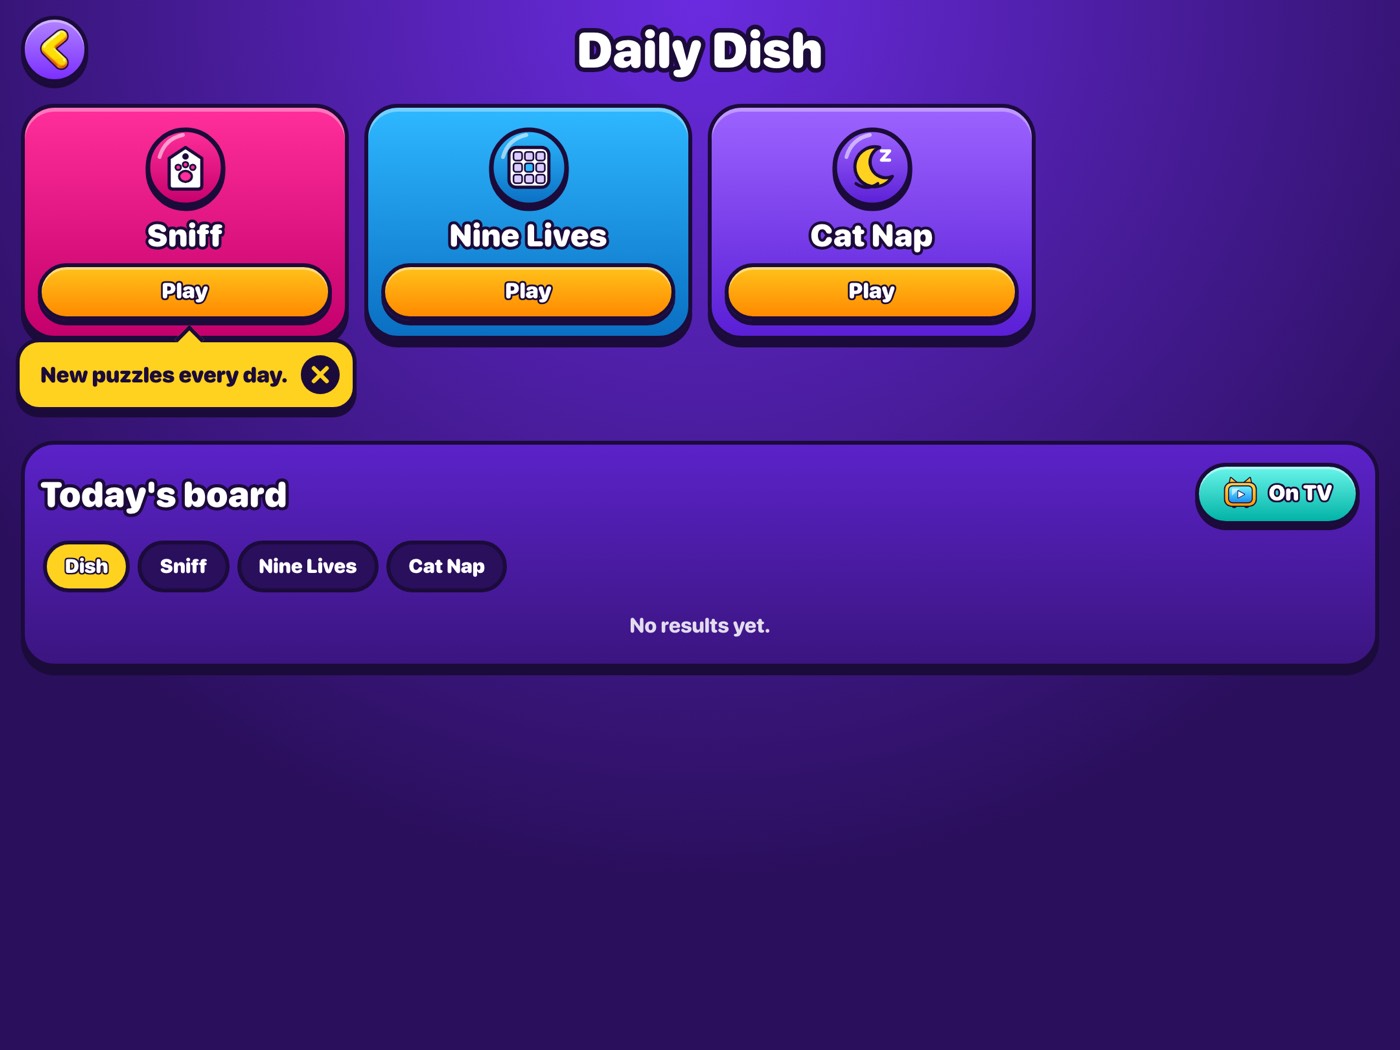 Daily Dish
Sniff
Play
Nine Lives
Play
z
Cat Nap
Play
New puzzles every day.
Today's board
On TV
Dish
Sniff
Nine Lives
Cat Nap
No results yet.